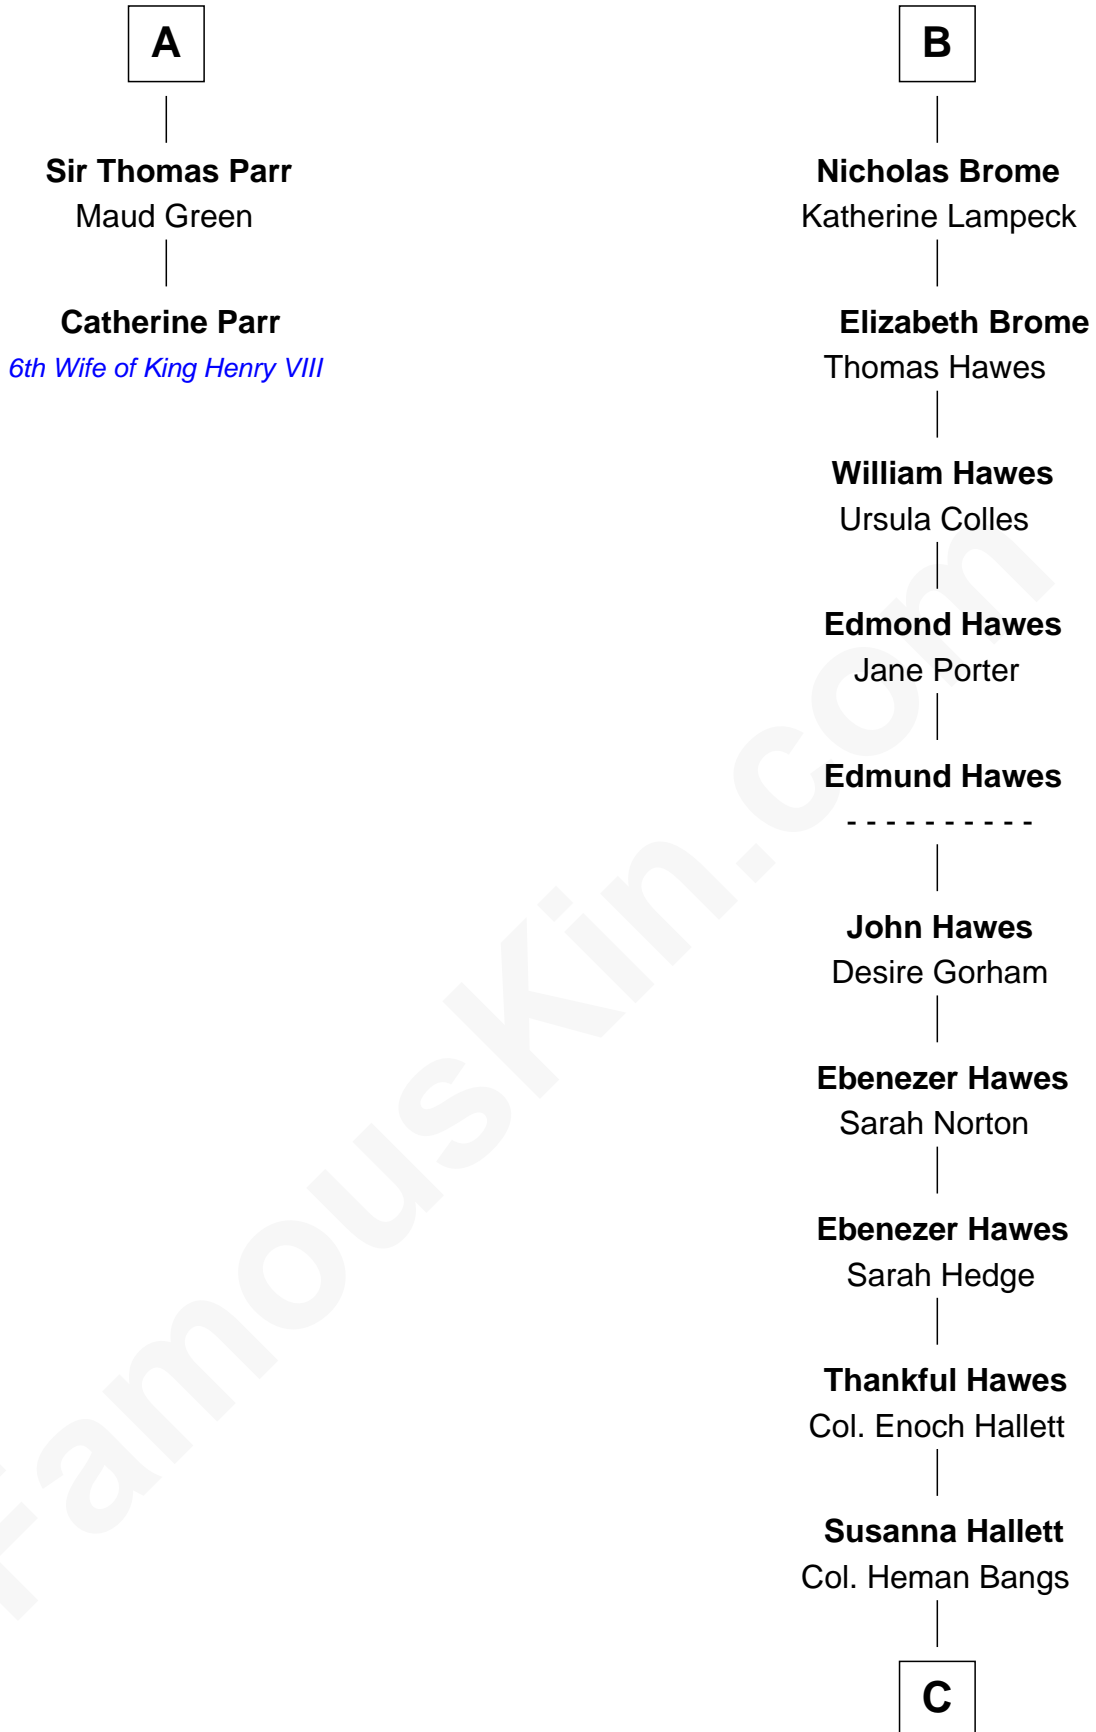 A
Sir Thomas Parr
Maud Green
Catherine Parr
6th Wife of King Henry VIII
B
Nicholas Brome
Katherine Lampeck
Elizabeth Brome
Thomas Hawes
William Hawes
Ursula Colles
Edmond Hawes
Jane Porter
Edmund Hawes
- - - - - - - - - -
John Hawes
Desire Gorham
Ebenezer Hawes
Sarah Norton
Ebenezer Hawes
Sarah Hedge
Thankful Hawes
Col. Enoch Hallett
Susanna Hallett
Col. Heman Bangs
C
FamousKin.com